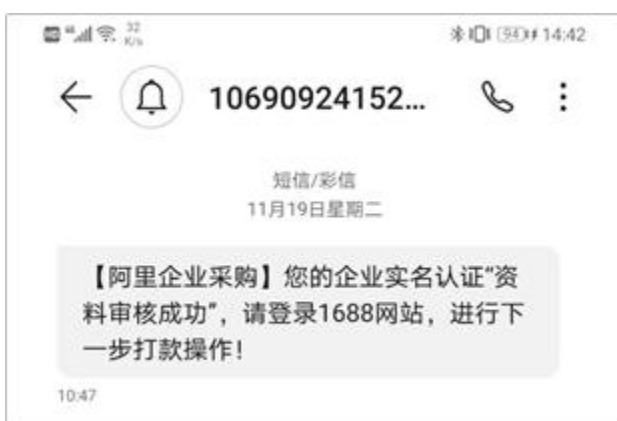 46 32 K/s 94 14:42
10690924152...
短信/彩信
11月19日星期二
【阿里企业采购】您的企业实名认证“资
料审核成功”，请登录1688网站，进行下
一步打款操作！
10:47